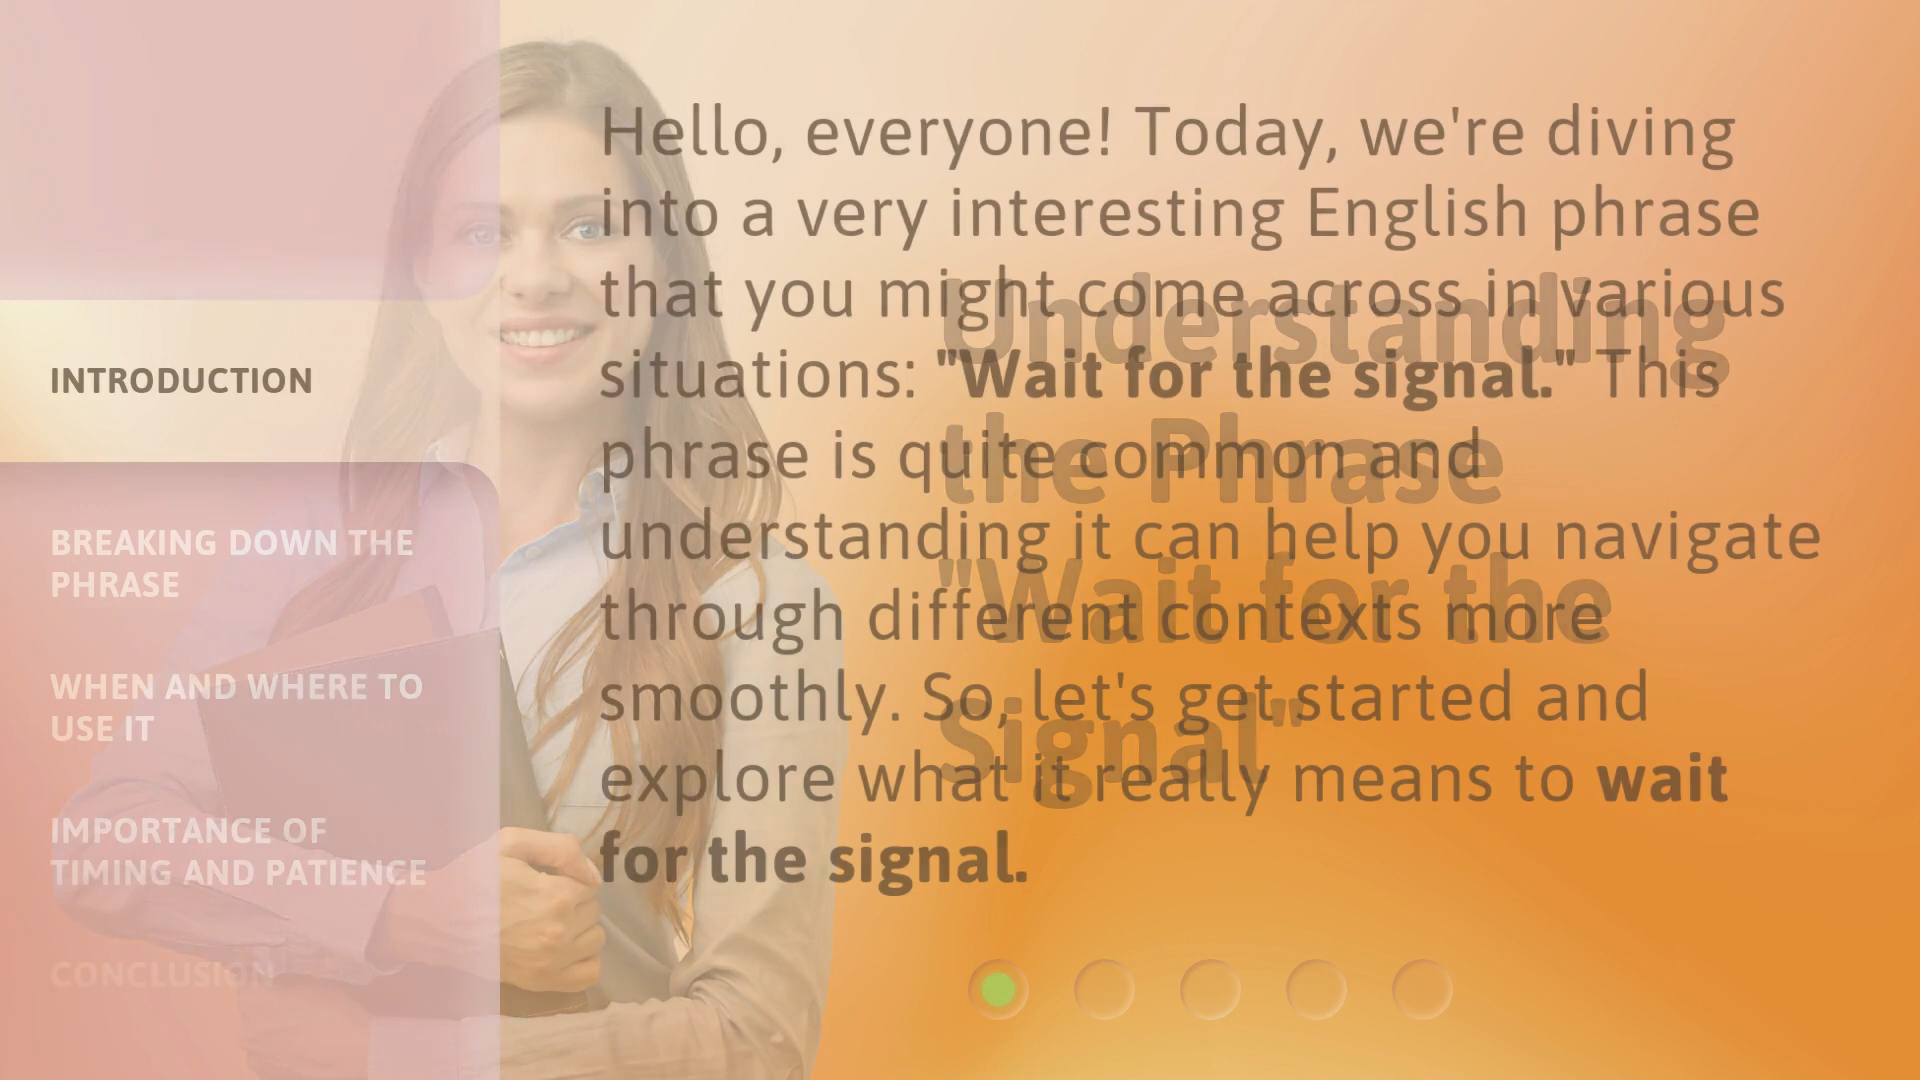 INTRODUCTION
BREAKING DOWN THE
PHRASE
WHEN AND WHERE TO
USE IT
IMPORTANCE OF
TIMING AND PATIENCE
CONCLUSION
Hello, everyone! Today, we're diving
into a very interesting English phrase
that you might come across in various
situations: "Wait for the signal." This
phrase is quite common and
understanding it can help you navigate
through different contexts more
smoothly. So, let's get started and
explore what it really means to wait
for the signal.
Understanding
the Phrase
"Wait for the
Signal"